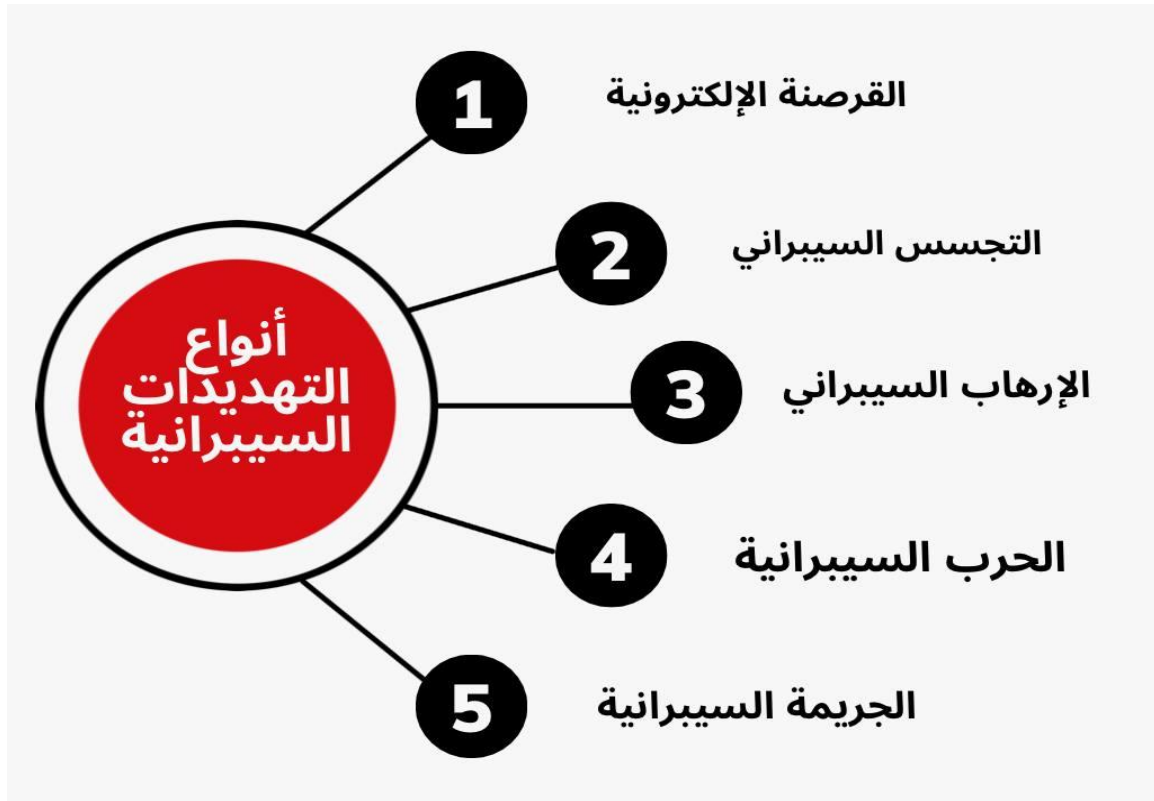 أنواع
التهديدات
السيبرانية
1 القرصنة الإلكترونية
2 التجسس السيبراني
3 الإرهاب السيبراني
4 الحرب السيبرانية
5 الجريمة السيبرانية